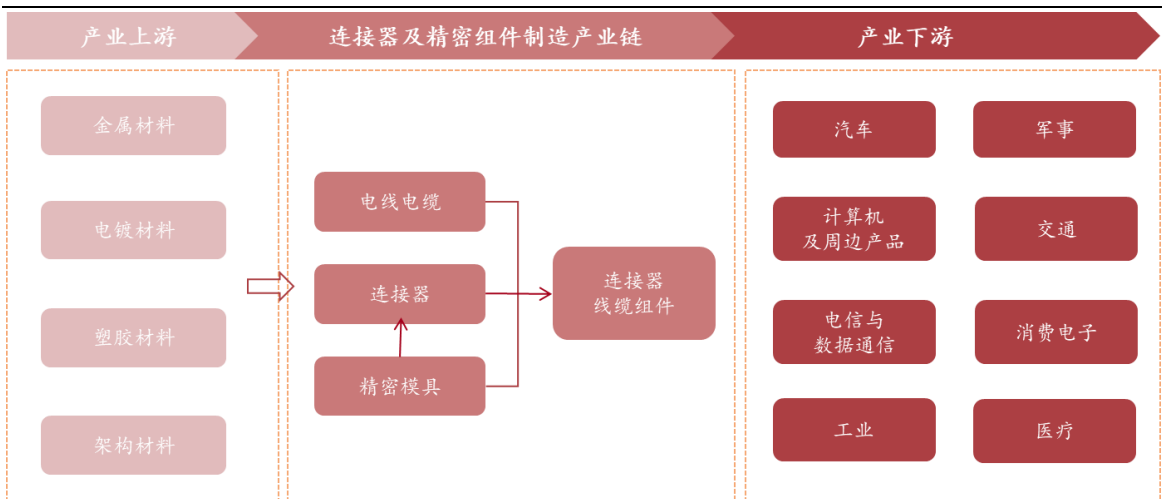 产业上游
连接器及精密组件制造产业链
产业下游
金属材料
电镀材料
塑胶材料
架构材料
电线电缆
连接器
精密模具
连接器
线缆组件
汽车
军事
计算机
及周边产品
交通
电信与
数据通信
消费电子
工业
医疗